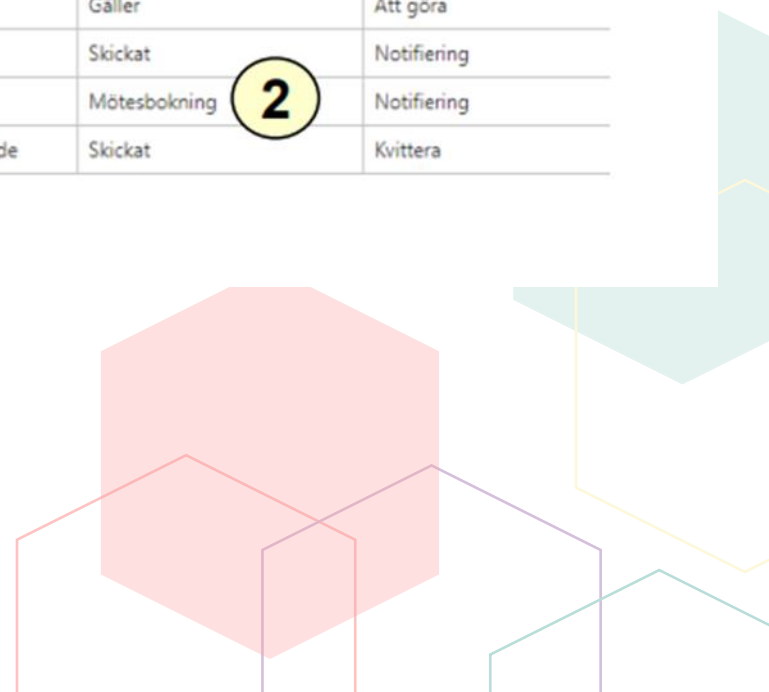 Gäller Att göra
Skickat Notifiering
Mötesbokning 2 Notifiering
de Skickat Kvittera